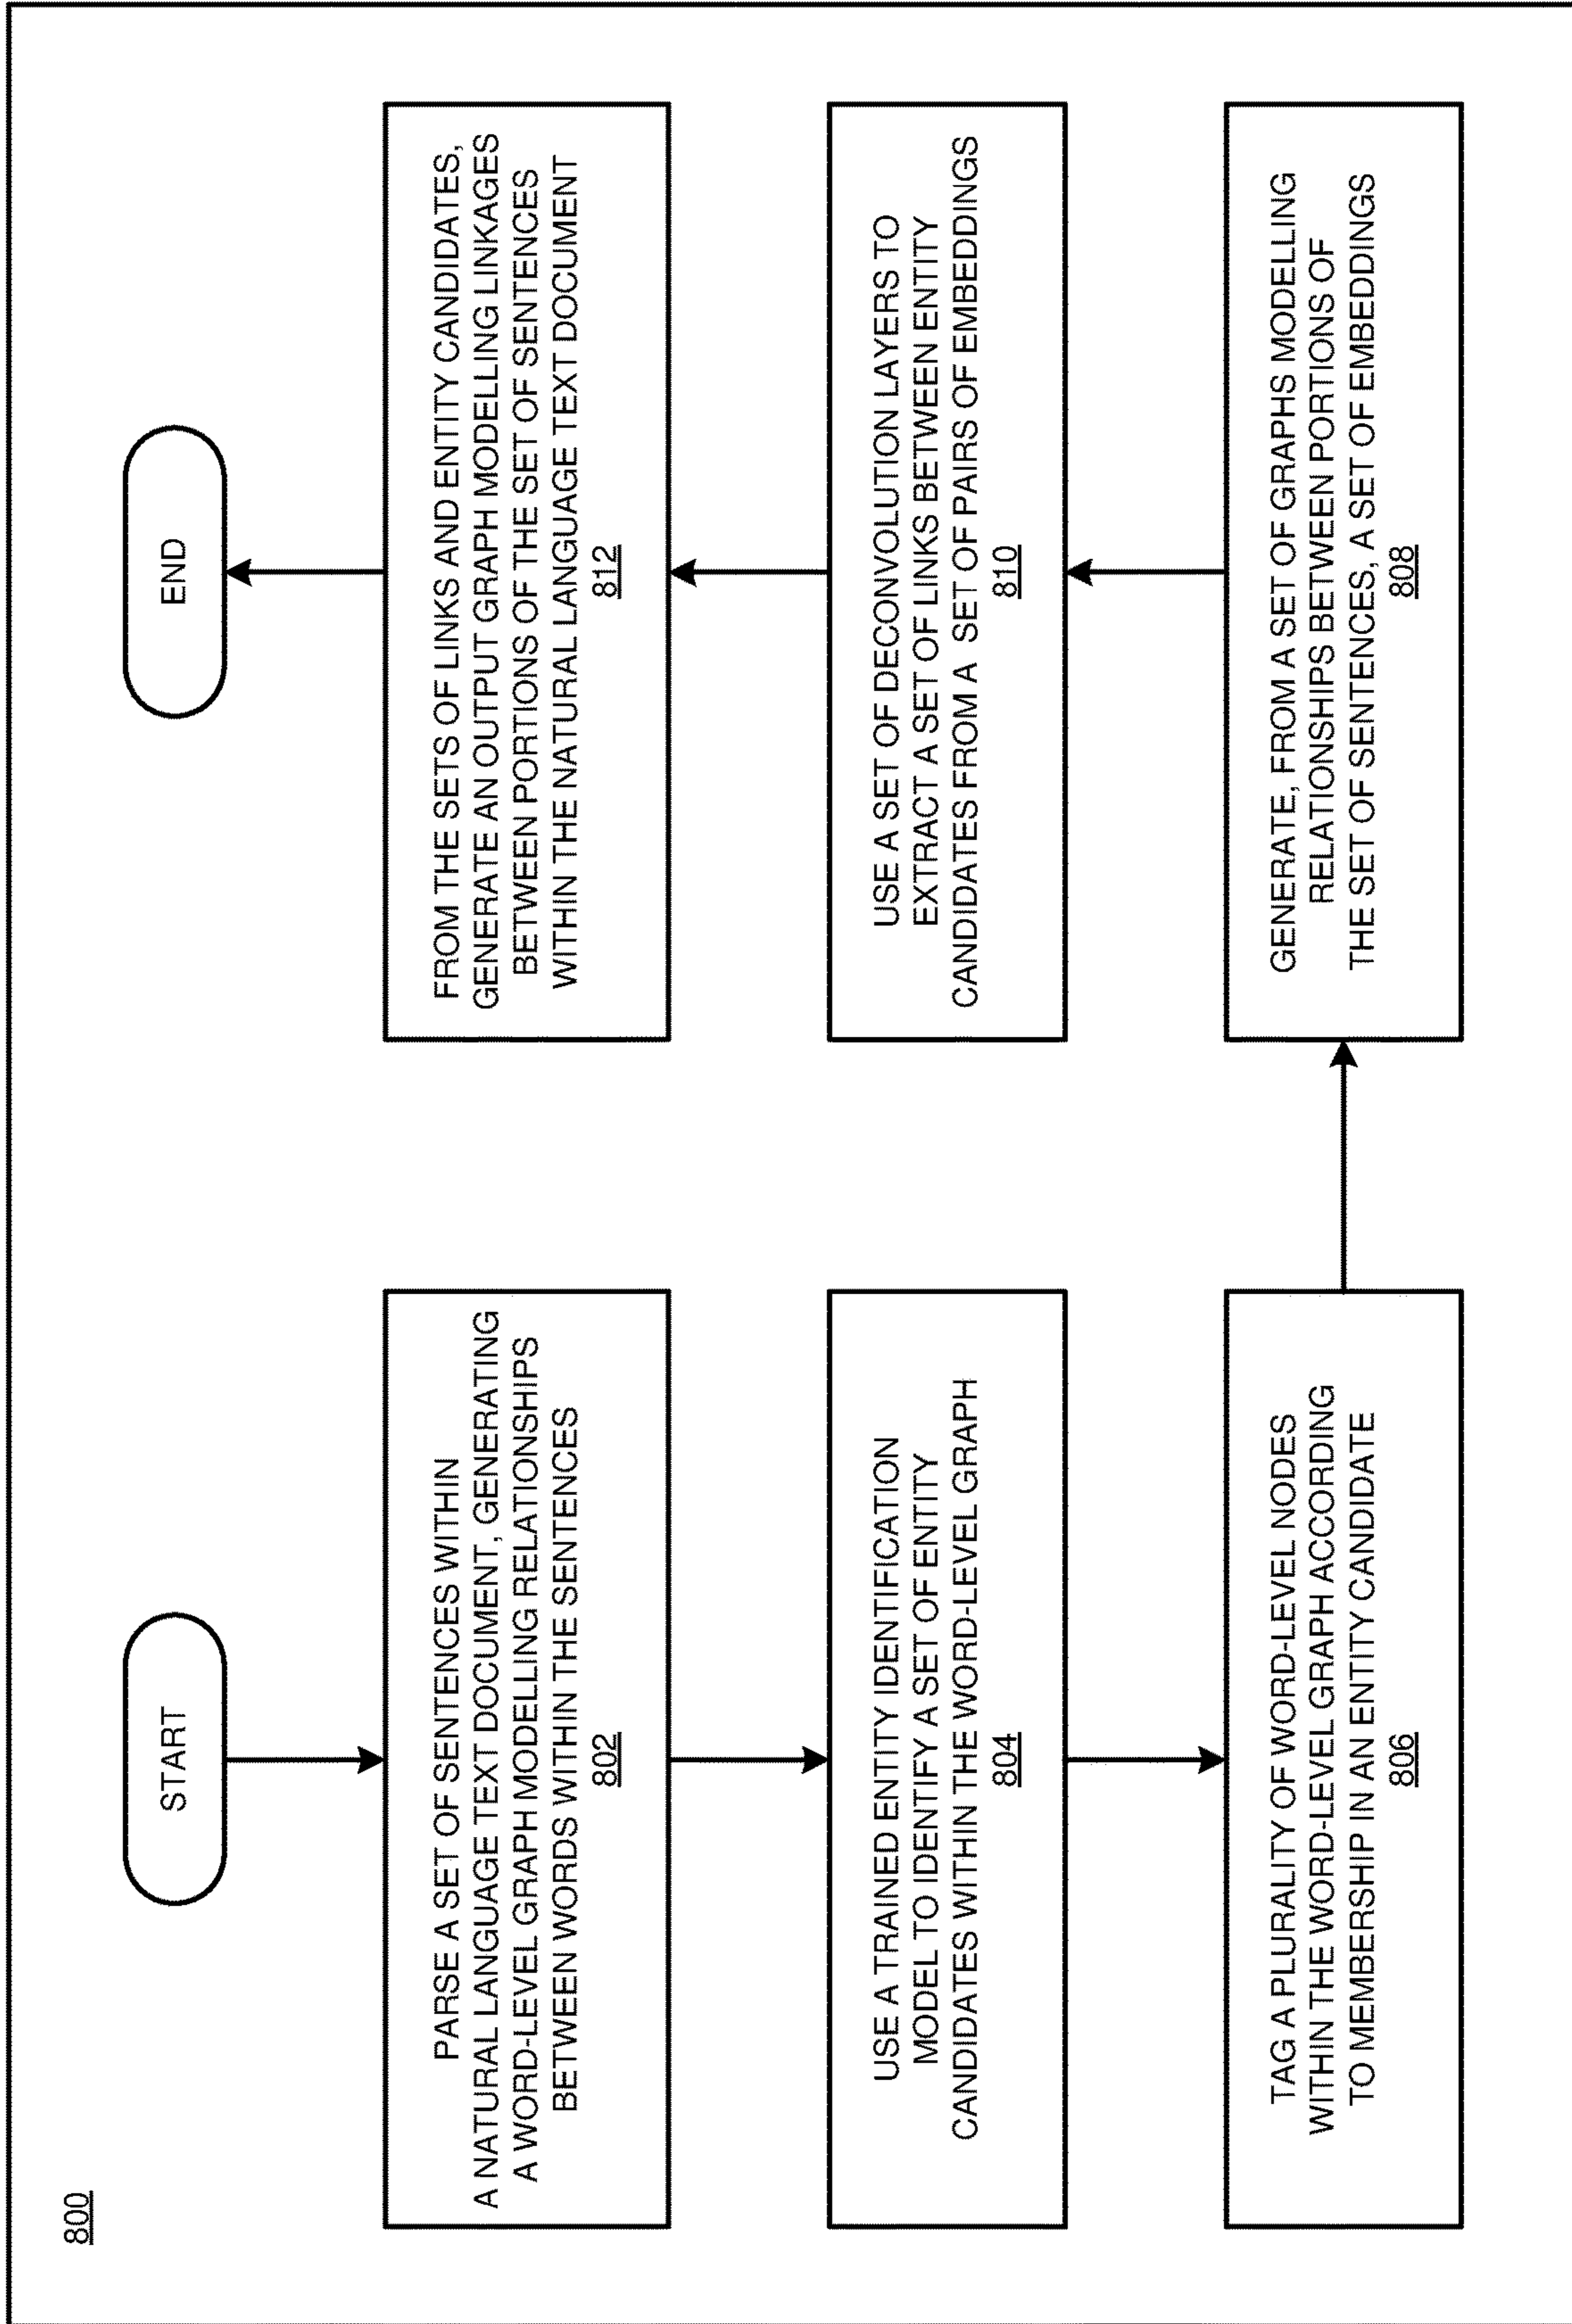 800
START
PARSE A SET OF SENTENCES WITHIN
A NATURAL LANGUAGE TEXT DOCUMENT, GENERATING
A WORD-LEVEL GRAPH MODELLING RELATIONSHIPS
BETWEEN WORDS WITHIN THE SENTENCES
802
USE A TRAINED ENTITY IDENTIFICATION
MODEL TO IDENTIFY A SET OF ENTITY
CANDIDATES WITHIN THE WORD-LEVEL GRAPH
804
TAG A PLURALITY OF WORD-LEVEL NODES
WITHIN THE WORD-LEVEL GRAPH ACCORDING
TO MEMBERSHIP IN AN ENTITY CANDIDATE
806
GENERATE, FROM A SET OF GRAPHS MODELLING
RELATIONSHIPS BETWEEN PORTIONS OF
THE SET OF SENTENCES, A SET OF EMBEDDINGS
808
USE A SET OF DECONVOLUTION LAYERS TO
EXTRACT A SET OF LINKS BETWEEN ENTITY
CANDIDATES FROM A SET OF PAIRS OF EMBEDDINGS
810
FROM THE SETS OF LINKS AND ENTITY CANDIDATES,
GENERATE AN OUTPUT GRAPH MODELLING LINKAGES
BETWEEN PORTIONS OF THE SET OF SENTENCES
WITHIN THE NATURAL LANGUAGE TEXT DOCUMENT
812
END